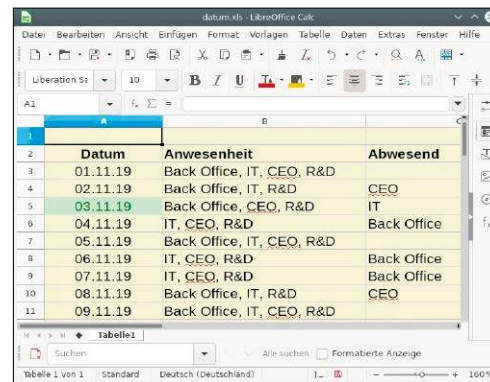 datum.xls - LibreOffice Calc
Datei Bearbeiten Ansicht Einfügen Format Vorlagen Tabelle Daten Extras Fenster Hilfe
Liberation Sa 10 B I U
A1 fx Σ =
A B
1
2 Datum Anwesenheit Abwesend
3 01.11.19 Back Office, IT, CEO, R&D
4 02.11.19 Back Office, IT, R&D CEO
5 03.11.19 Back Office, CEO, R&D IT
6 04.11.19 IT, CEO, R&D Back Office
7 05.11.19 Back Office, IT, CEO, R&D
8 06.11.19 IT, CEO, R&D Back Office
9 07.11.19 IT, CEO, R&D Back Office
10 08.11.19 Back Office, IT, R&D CEO
11 09.11.19 Back Office, IT, CEO, R&D
Tabelle1
Suchen Alle suchen Formatierte Anzeige
Tabelle 1 von 1 Standard Deutsch (Deutschland) 160%